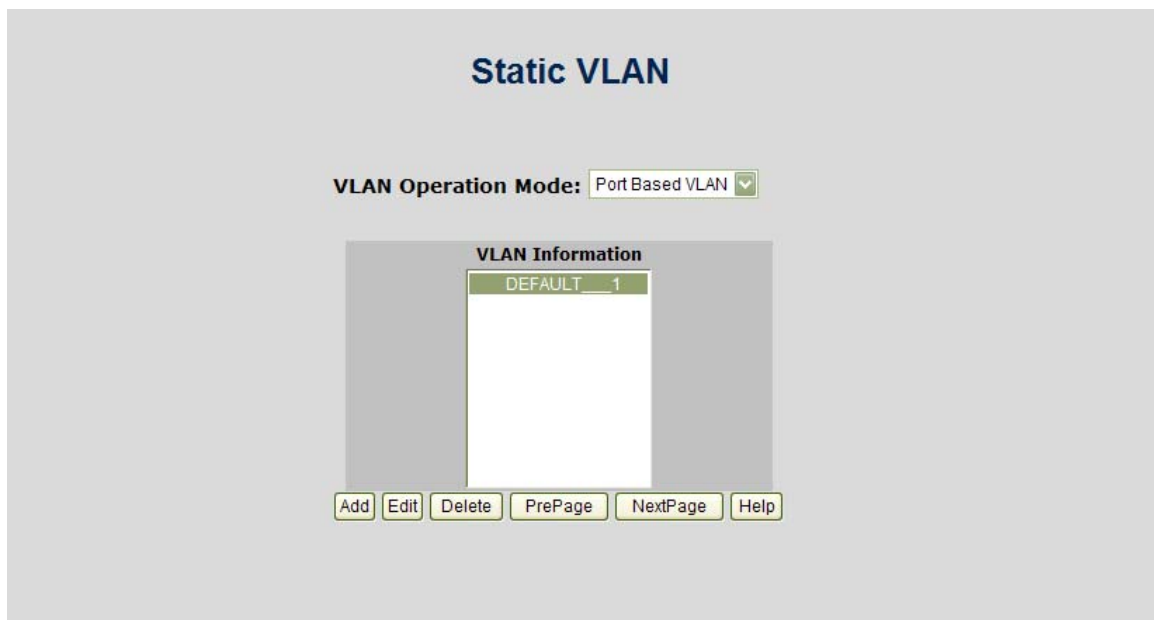 Static VLAN
VLAN Operation Mode: Port Based VLAN
VLAN Information
DEFAULT___1
Add Edit Delete PrePage NextPage Help